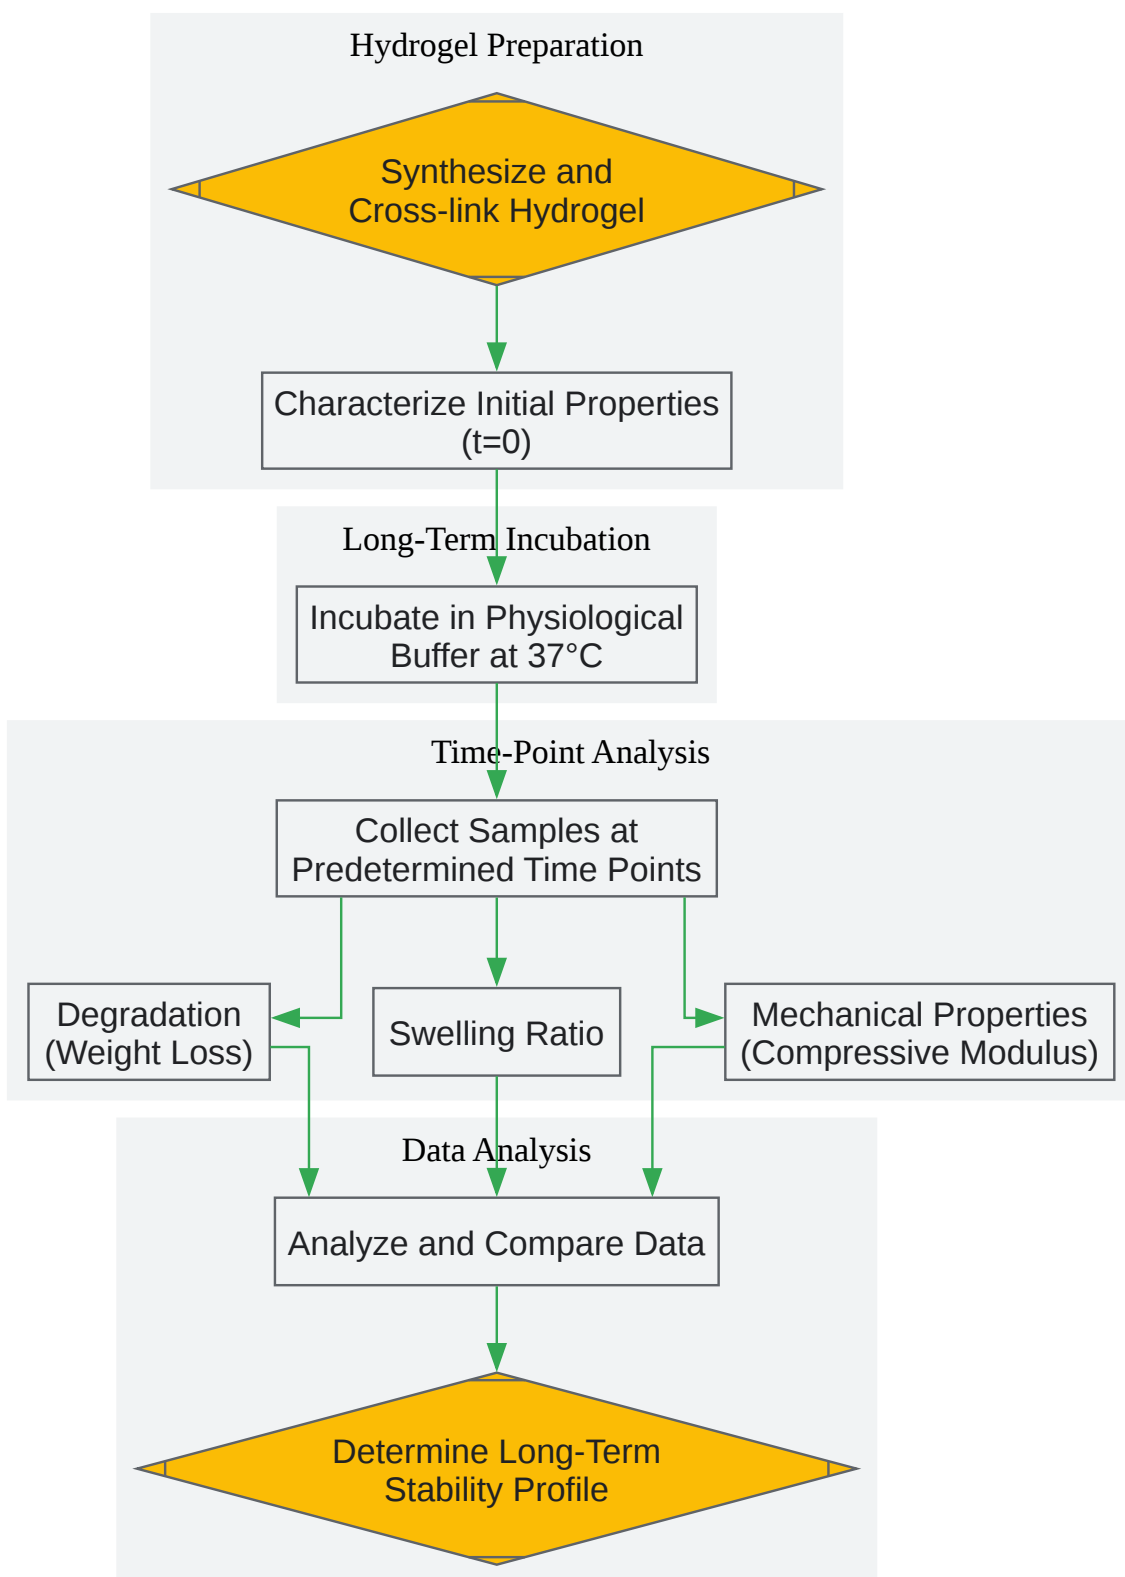 Hydrogel Preparation
Synthesize and
Cross-link Hydrogel
Characterize Initial Properties
(t=0)
Long-Term Incubation
Incubate in Physiological
Buffer at 37°C
Time-Point Analysis
Collect Samples at
Predetermined Time Points
Degradation
(Weight Loss)
Swelling Ratio
Mechanical Properties
(Compressive Modulus)
Data Analysis
Analyze and Compare Data
Determine Long-Term
Stability Profile